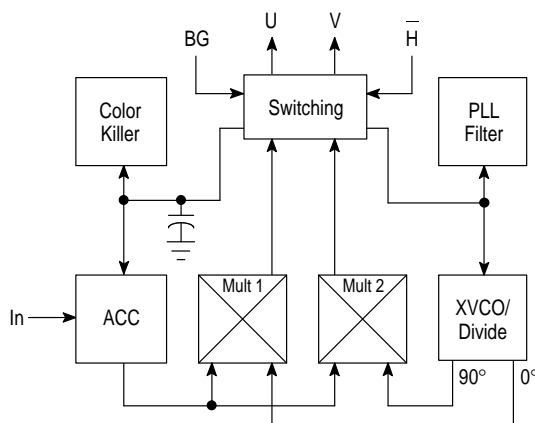 U
V
BG
H̅
Color
Killer
Switching
PLL
Filter
Mult 1
Mult 2
In
ACC
XVCO/
Divide
90°
0°